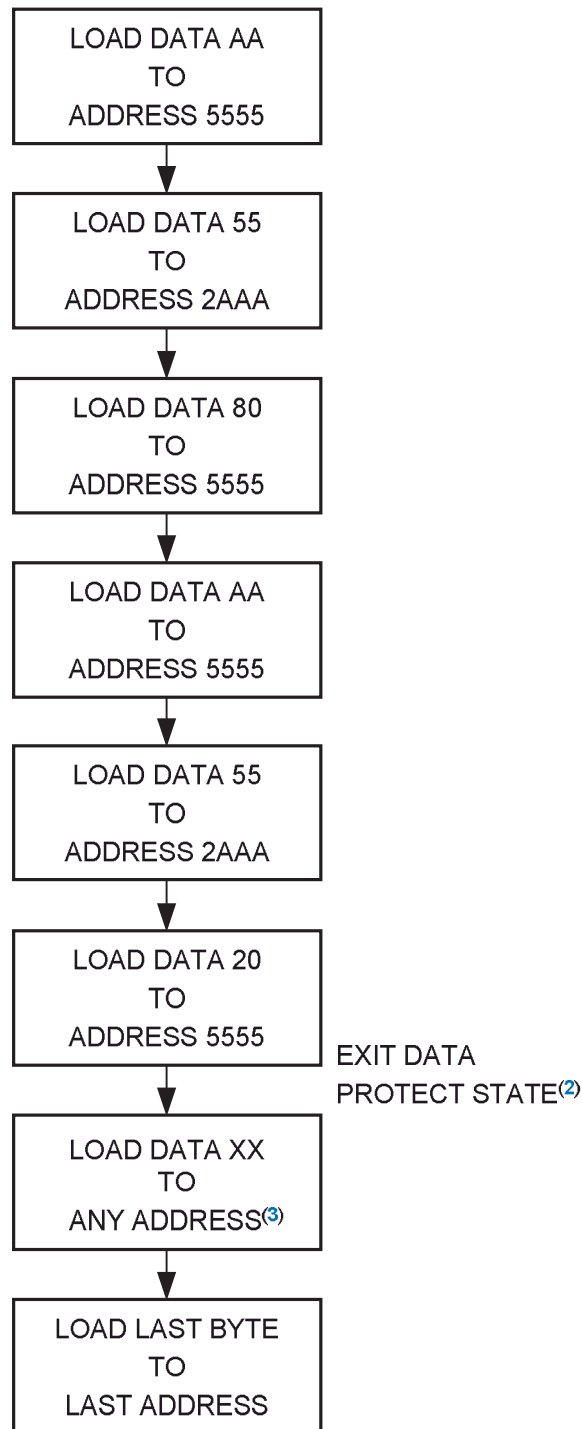 LOAD DATA AA
TO
ADDRESS 5555
LOAD DATA 55
TO
ADDRESS 2AAA
LOAD DATA 80
TO
ADDRESS 5555
LOAD DATA AA
TO
ADDRESS 5555
LOAD DATA 55
TO
ADDRESS 2AAA
LOAD DATA 20
TO
ADDRESS 5555
EXIT DATA
PROTECT STATE(2)
LOAD DATA XX
TO
ANY ADDRESS(3)
LOAD LAST BYTE
TO
LAST ADDRESS